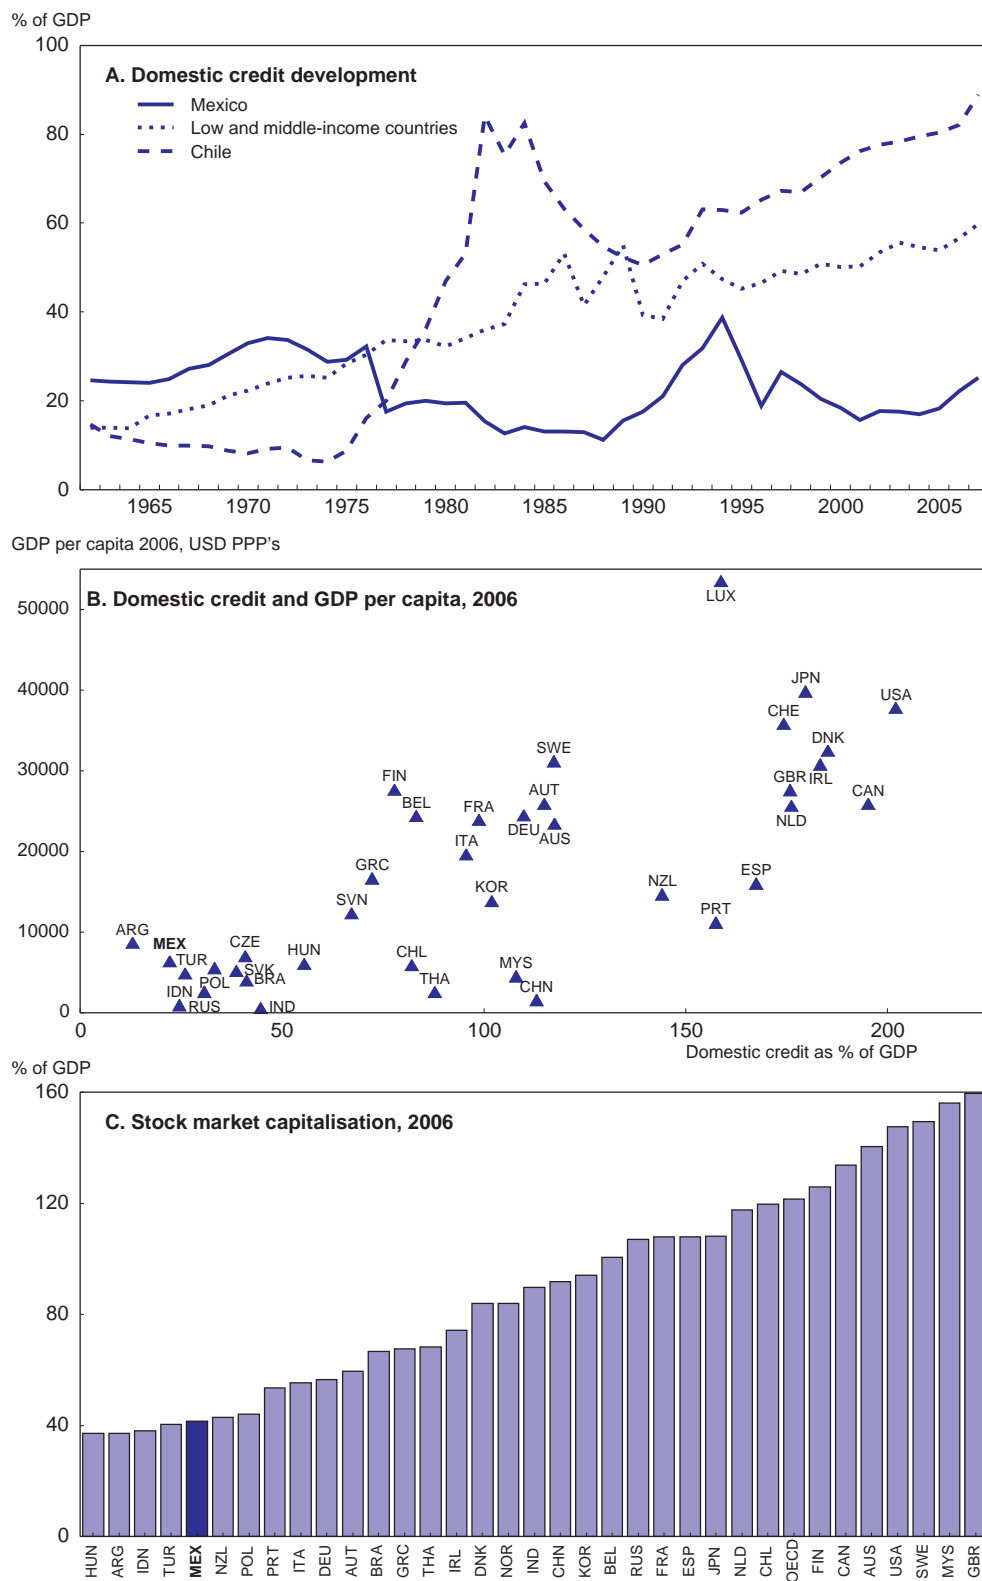 % of GDP
100
A. Domestic credit development
Mexico
Low and middle-income countries
Chile
80
60
40
20
0
1965 1970 1975 1980 1985 1990 1995 2000 2005
GDP per capita 2006, USD PPP's
B. Domestic credit and GDP per capita, 2006
50000
LUX
40000
JPN
USA
CHE
DNK
SWE
30000
FIN
GBR
IRL
CAN
BEL
AUT
FRA
DEU
AUS
NLD
20000
ITA
GRC
ESP
NZL
KOR
SVN
PRT
10000
ARG
MEX
CZE
HUN
CHL
MYS
TUR
SVK
POL
BRA
THA
CHN
IDN
RUS
IND
0
0 50 100 150 200
Domestic credit as % of GDP
% of GDP
160
C. Stock market capitalisation, 2006
120
80
40
0
HUN ARG IDN TUR MEX NZL POL PRT ITA DEU AUT BRA GRC THA IRL DNK NOR IND CHN KOR BEL RUS FRA ESP JPN NLD CHL OECD FIN CAN AUS USA SWE MYS GBR